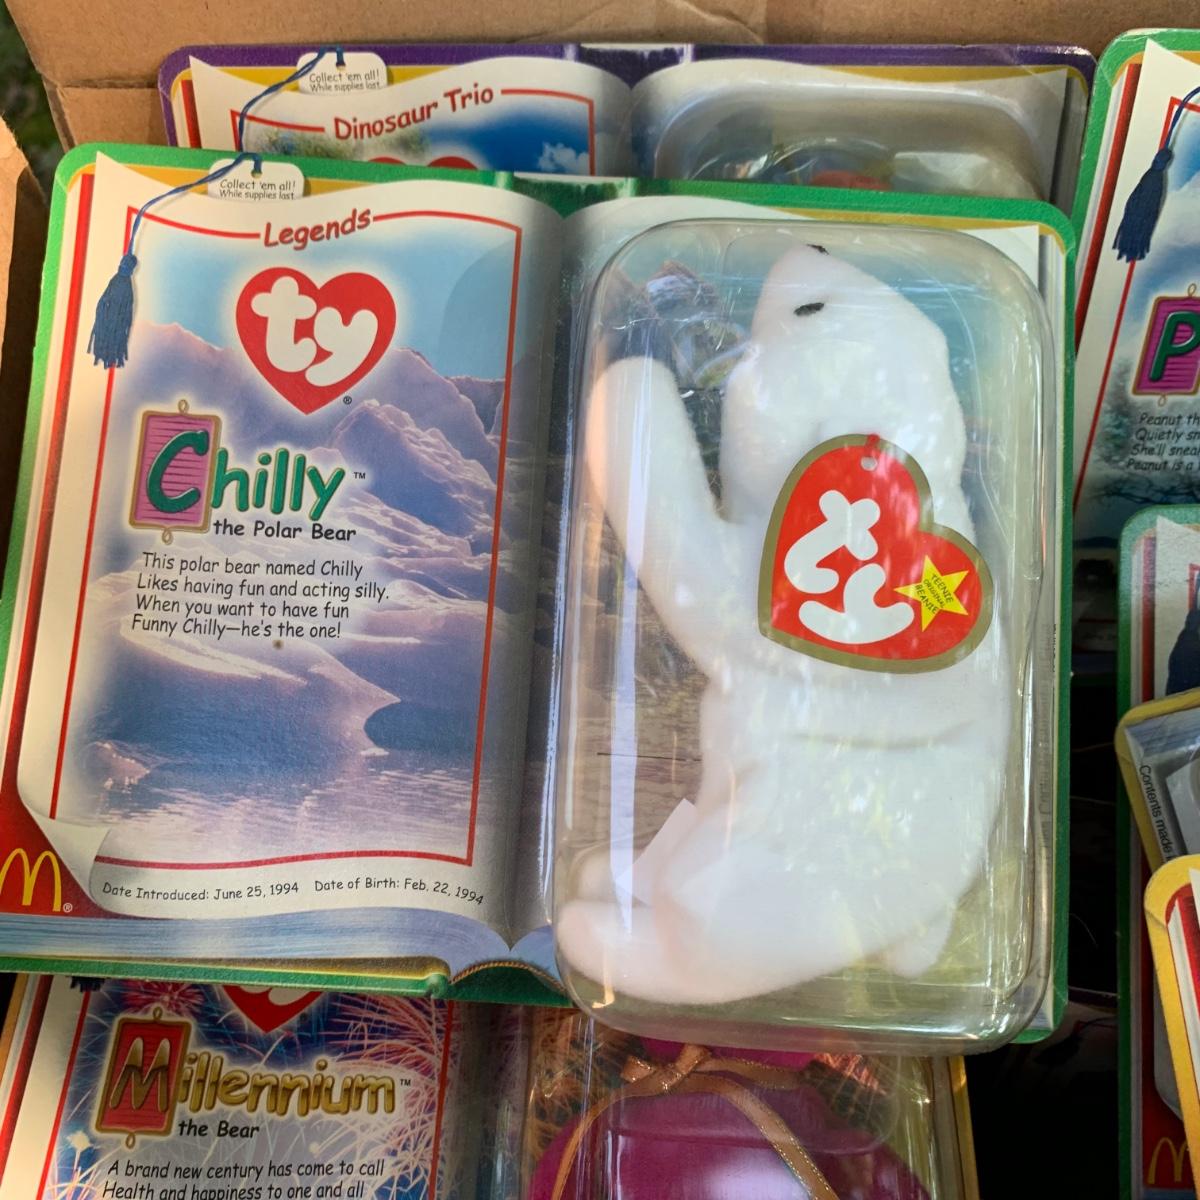 Collect 'em all!
While supplies last
Dinosaur Trio
Collect 'em all!
While supplies last
Legends
ty
®
Chilly™
the Polar Bear
This polar bear named Chilly
Likes having fun and acting silly.
When you want to have fun
Funny Chilly—he's the one!
Date Introduced: June 25, 1994 Date of Birth: Feb. 22, 1994
M®
ty
TEENIE
ORIGINAL
BEANIE
Millennium™
the Bear
A brand new century has come to call
Health and happiness to one and all
P
Peanut th
Quietly sn
She'll sneak
Peanut is a
Contents made
M